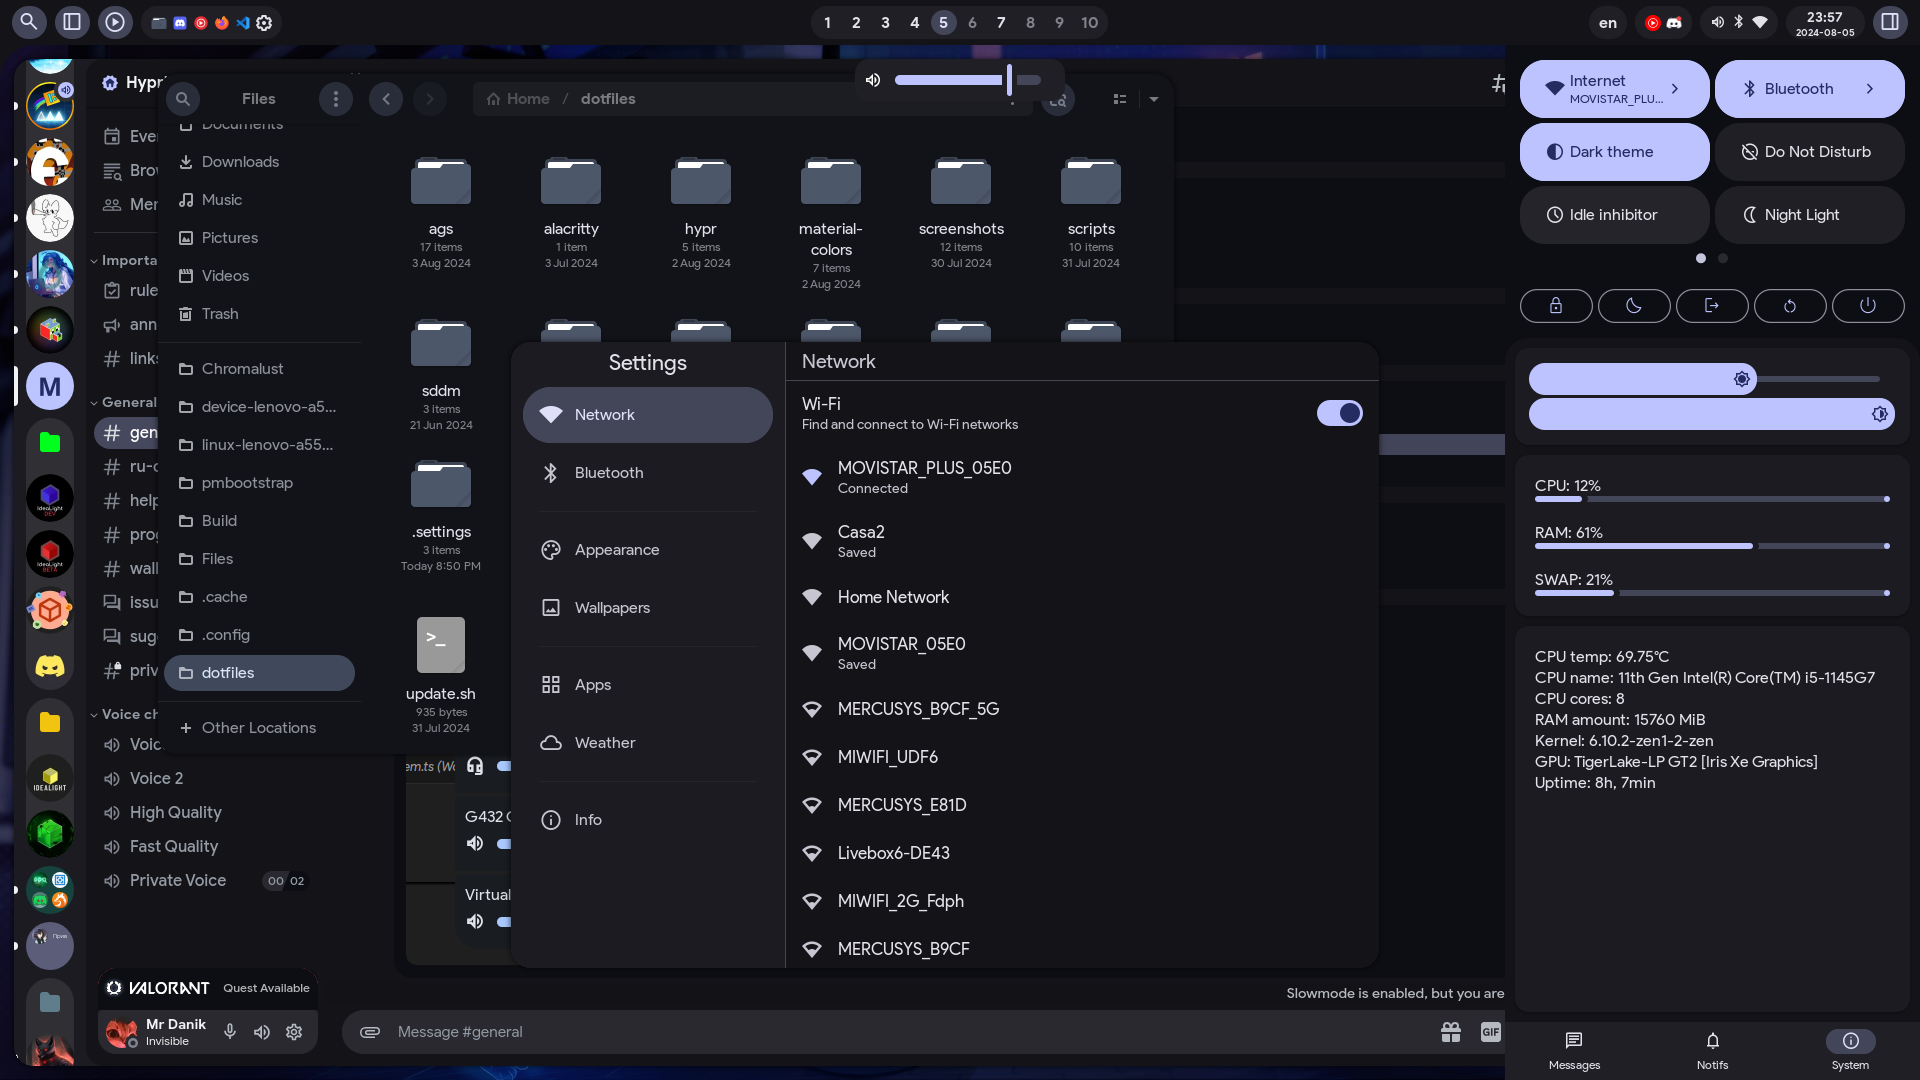 1 2 3 4 5 6 7 8 9 10
en
23:57
2024-08-05
Hypr
Eve
Bro
Me
Importa
rule
ann
links
General
gen
ru-c
help
prog
wall
issu
sugg
priv
Voice ch
Voic
Voice 2
High Quality
Fast Quality
Private Voice
00 02
M
IDEALIGHT
DEV
IDEALIGHT
BETA
IDEALIGHT
VALORANT
Quest Available
Mr Danik
Invisible
Files
Home / dotfiles
Documents
Downloads
Music
Pictures
Videos
Trash
Chromalust
device-lenovo-a5...
linux-lenovo-a55...
pmbootstrap
Build
Files
.cache
.config
dotfiles
Other Locations
ags
17 items
3 Aug 2024
alacritty
1 item
3 Jul 2024
hypr
5 items
2 Aug 2024
material-
colors
7 items
2 Aug 2024
screenshots
12 items
30 Jul 2024
scripts
10 items
31 Jul 2024
sddm
3 items
21 Jun 2024
.settings
3 items
Today 8:50 PM
>_
update.sh
935 bytes
31 Jul 2024
em.ts (Wo
G432 G
Virtual
Settings
Network
Bluetooth
Appearance
Wallpapers
Apps
Weather
Info
Network
Wi-Fi
Find and connect to Wi-Fi networks
MOVISTAR_PLUS_05E0
Connected
Casa2
Saved
Home Network
MOVISTAR_05E0
Saved
MERCUSYS_B9CF_5G
MIWIFI_UDF6
MERCUSYS_E81D
Livebox6-DE43
MIWIFI_2G_Fdph
MERCUSYS_B9CF
Slowmode is enabled, but you are
Message #general
GIF
Internet
MOVISTAR_PLU...
Bluetooth
Dark theme
Do Not Disturb
Idle inhibitor
Night Light
CPU: 12%
RAM: 61%
SWAP: 21%
CPU temp: 69.75°C
CPU name: 11th Gen Intel(R) Core(TM) i5-1145G7
CPU cores: 8
RAM amount: 15760 MiB
Kernel: 6.10.2-zen1-2-zen
GPU: TigerLake-LP GT2 [Iris Xe Graphics]
Uptime: 8h, 7min
Messages
Notifs
System